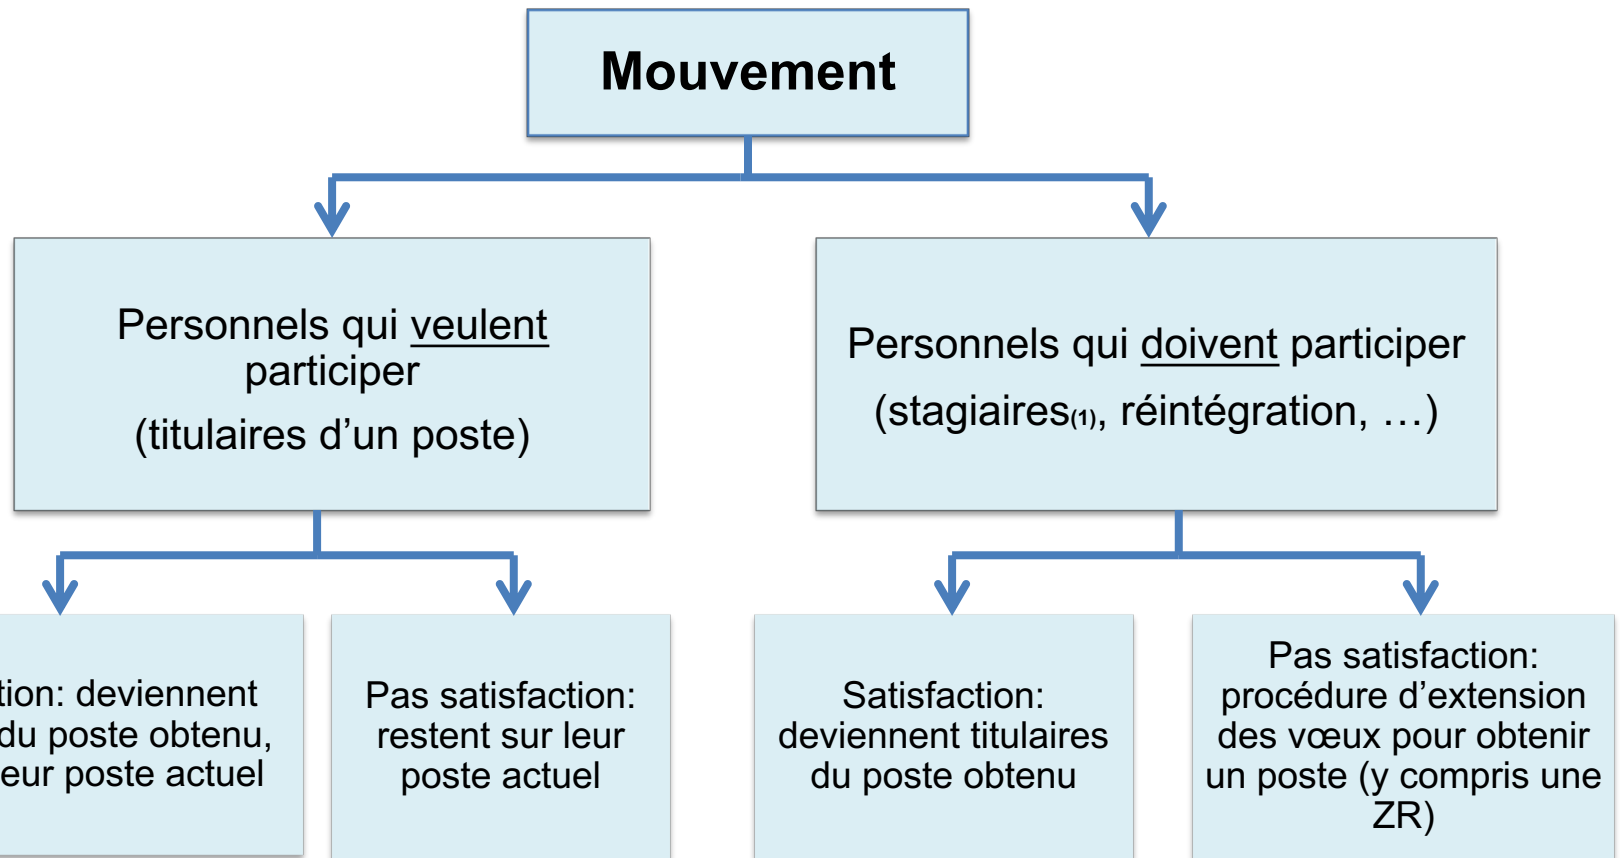 Mouvement
Personnels qui veulent
participer
(titulaires d’un poste)
Personnels qui doivent participer
(stagiaires(1), réintégration, …)
deviennent
du poste obtenu,
poste actuel
Pas satisfaction:
restent sur leur
poste actuel
Satisfaction:
deviennent titulaires
du poste obtenu
Pas satisfaction:
procédure d’extension
des vœux pour obtenir
un poste (y compris une
ZR)